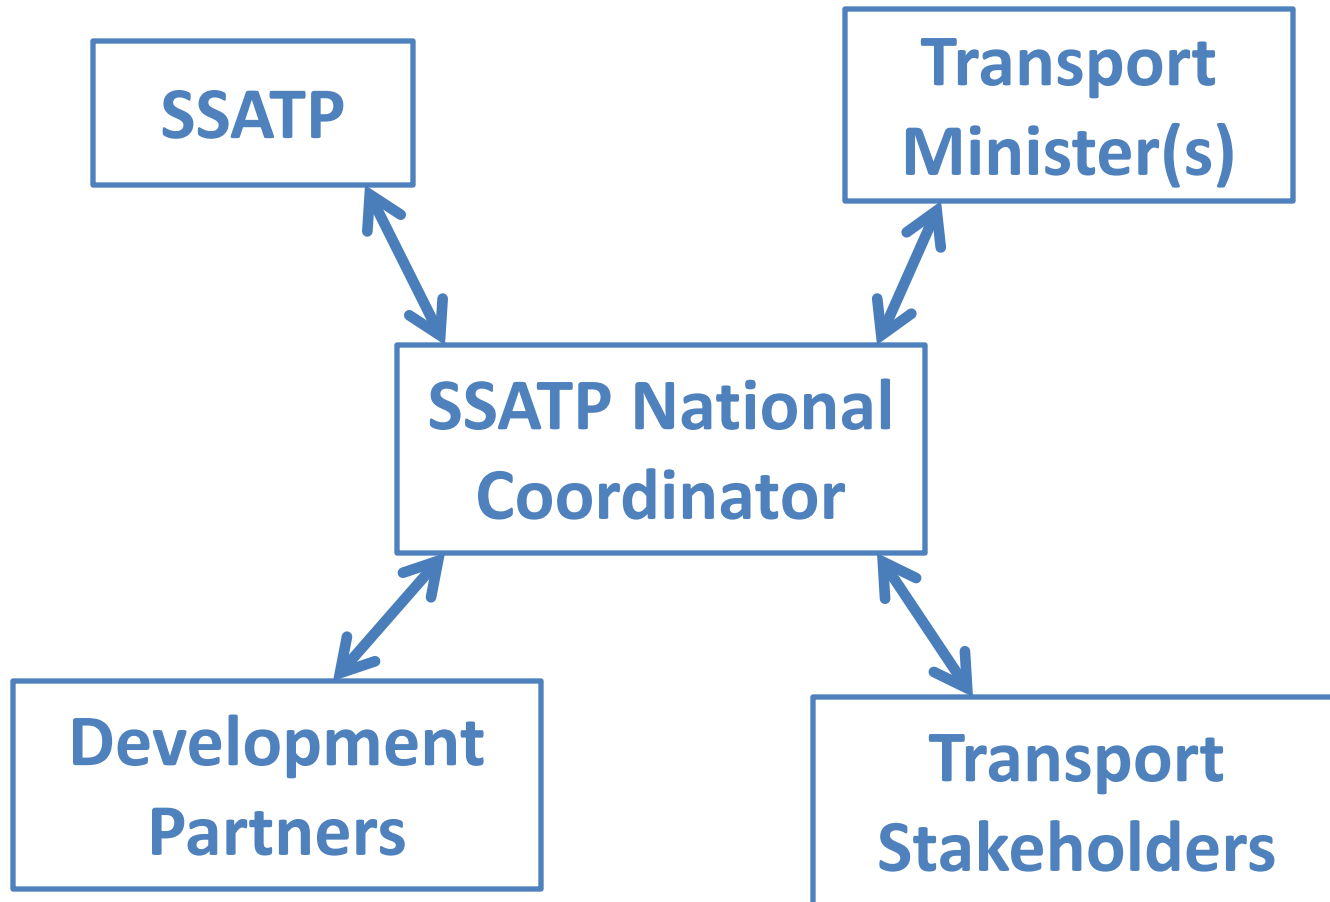 SSATP
Transport
Minister(s)
SSATP National
Coordinator
Development
Partners
Transport
Stakeholders